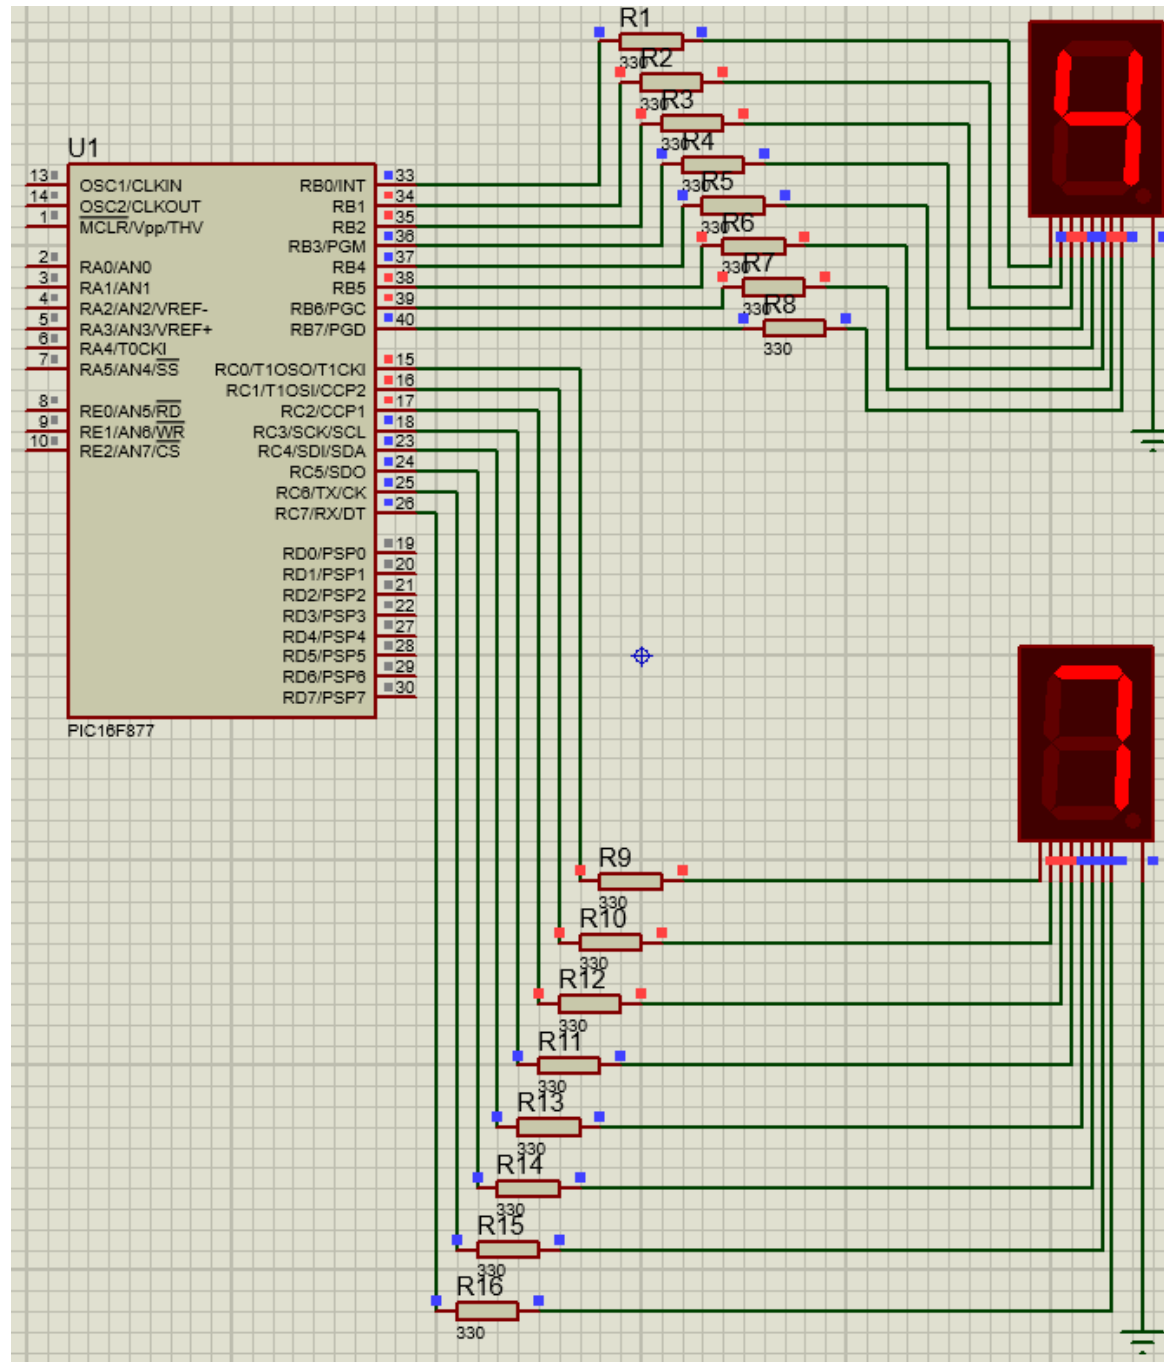 R1
330
R2
330
R3
330
R4
330
R5
330
R6
330
R7
330
R8
330
U1
13 OSC1/CLKIN RB0/INT 33
14 OSC2/CLKOUT RB1 34
1 MCLR/Vpp/THV RB2 35
RB3/PGM 36
2 RA0/AN0 RB4 37
3 RA1/AN1 RB5 38
4 RA2/AN2/VREF- RB6/PGC 39
5 RA3/AN3/VREF+ RB7/PGD 40
6 RA4/T0CKI
7 RA5/AN4/SS RC0/T1OSO/T1CKI 15
RC1/T1OSI/CCP2 16
8 RE0/AN5/RD RC2/CCP1 17
9 RE1/AN6/WR RC3/SCK/SCL 18
10 RE2/AN7/CS RC4/SDI/SDA 23
RC5/SDO 24
RC6/TX/CK 25
RC7/RX/DT 26
RD0/PSP0 19
RD1/PSP1 20
RD2/PSP2 21
RD3/PSP3 22
RD4/PSP4 27
RD5/PSP5 28
RD6/PSP6 29
RD7/PSP7 30
PIC16F877
4
7
R9
330
R10
330
R12
330
R11
330
R13
330
R14
330
R15
330
R16
330